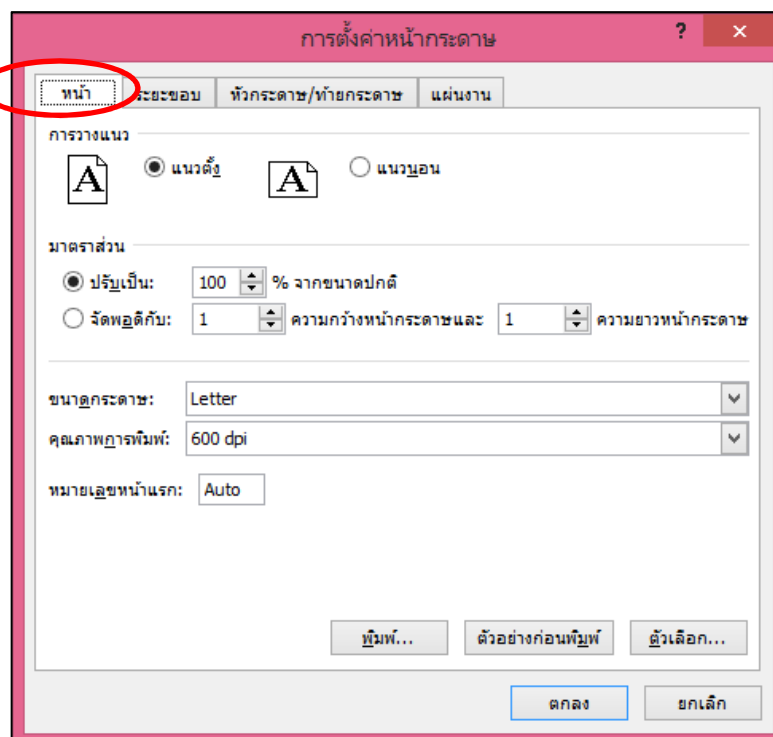 การตั้งค่าหน้ากระดาษ ? ×
หน้า ระยะขอบ หัวกระดาษ/ท้ายกระดาษ แผ่นงาน
การวางแนว
A แนวตั้ง A แนวนอน
มาตราส่วน
ปรับเป็น: 100 % จากขนาดปกติ
จัดพอดีกับ: 1 ความกว้างหน้ากระดาษและ 1 ความยาวหน้ากระดาษ
ขนาดกระดาษ: Letter
คุณภาพการพิมพ์: 600 dpi
หมายเลขหน้าแรก: Auto
พิมพ์... ตัวอย่างก่อนพิมพ์ ตัวเลือก...
ตกลง ยกเลิก